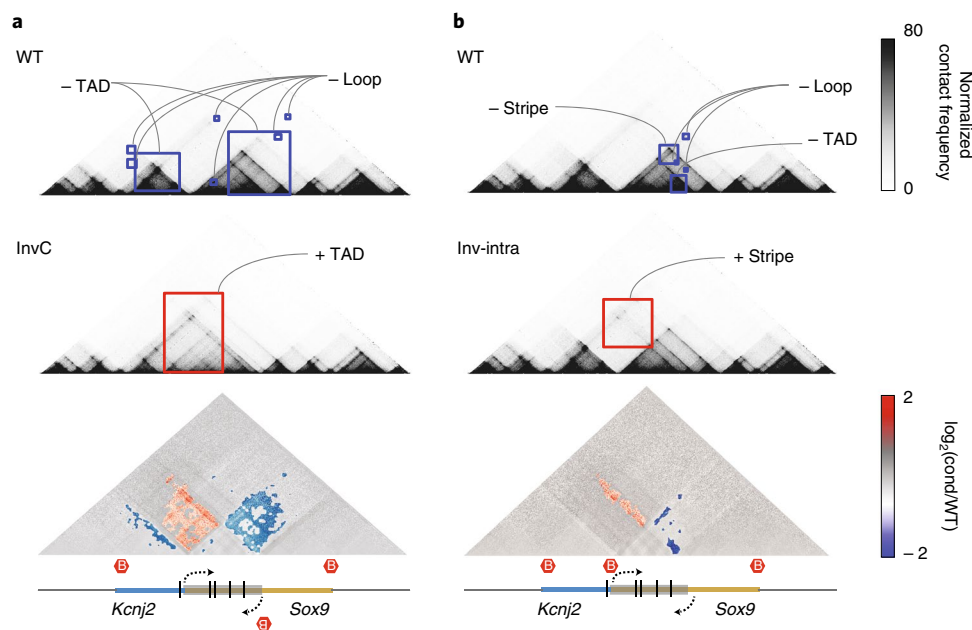 a
WT
– TAD
– Loop
InvC
+ TAD
B
B
Kcnj2
Sox9
B
b
WT
– Stripe
– Loop
– TAD
Inv-intra
+ Stripe
B
B
B
Kcnj2
Sox9
80
0
Normalized
contact frequency
2
– 2
log2(cond/WT)